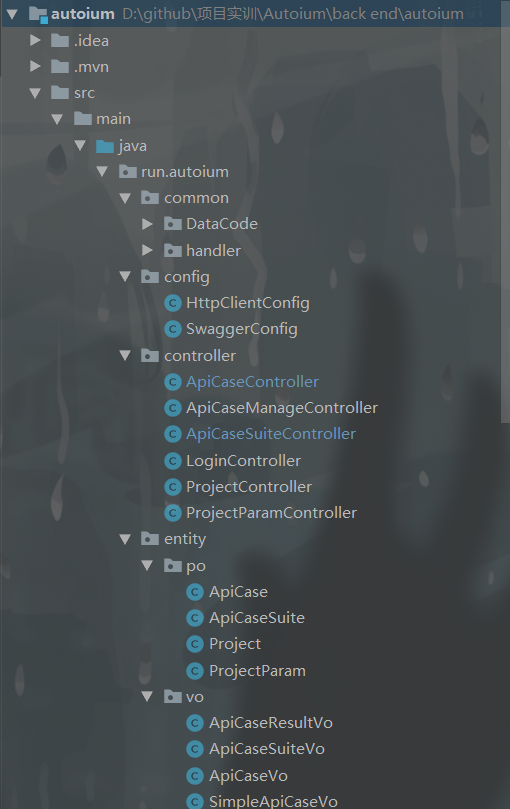 autoium D:\github\项目实训\Autoium\back end\autoium
.idea
.mvn
src
main
java
run.autoium
common
DataCode
handler
config
HttpClientConfig
SwaggerConfig
controller
ApiCaseController
ApiCaseManageController
ApiCaseSuiteController
LoginController
ProjectController
ProjectParamController
entity
po
ApiCase
ApiCaseSuite
Project
ProjectParam
vo
ApiCaseResultVo
ApiCaseSuiteVo
ApiCaseVo
SimpleApiCaseVo